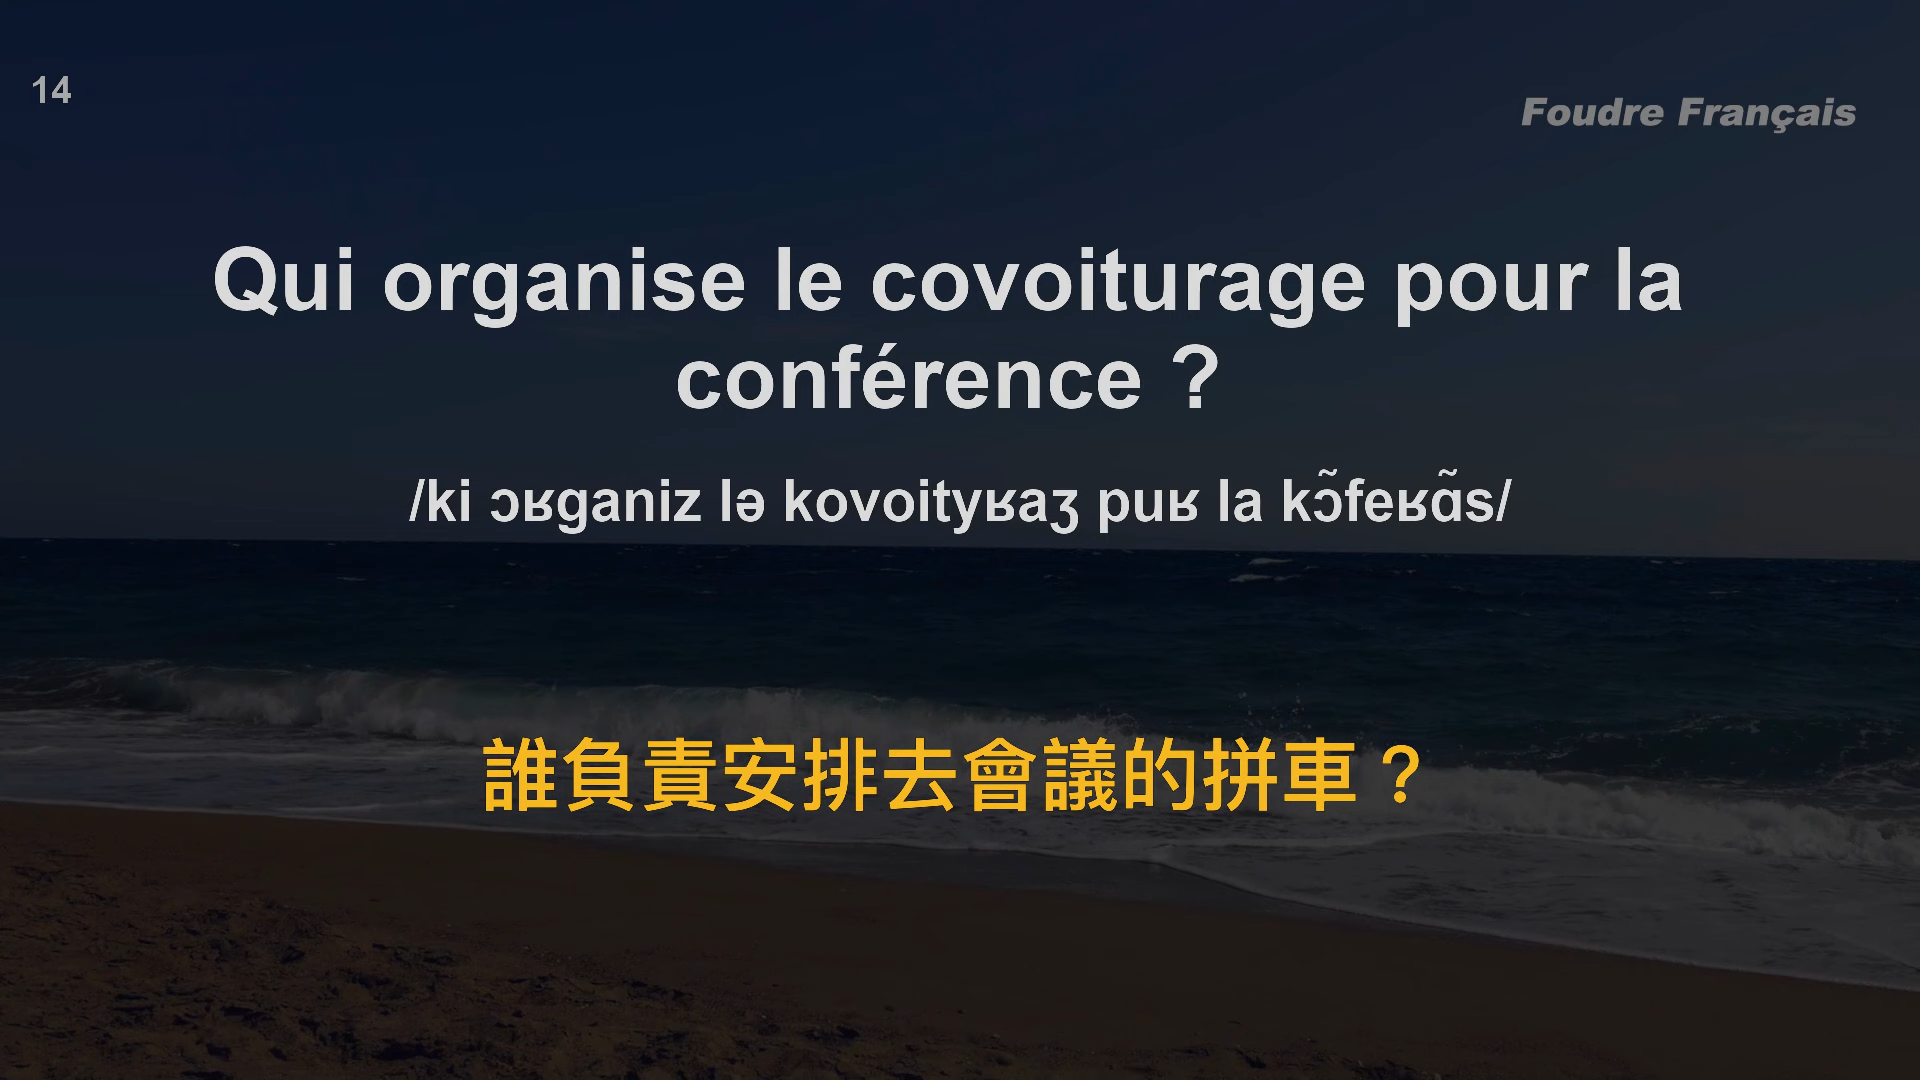 14
Foudre Français
Qui organise le covoiturage pour la
conférence ?
/ki ɔʁganiz lə kovoityʁaʒ puʁ la kɔ̃feʁɑ̃s/
誰負責安排去會議的拼車？